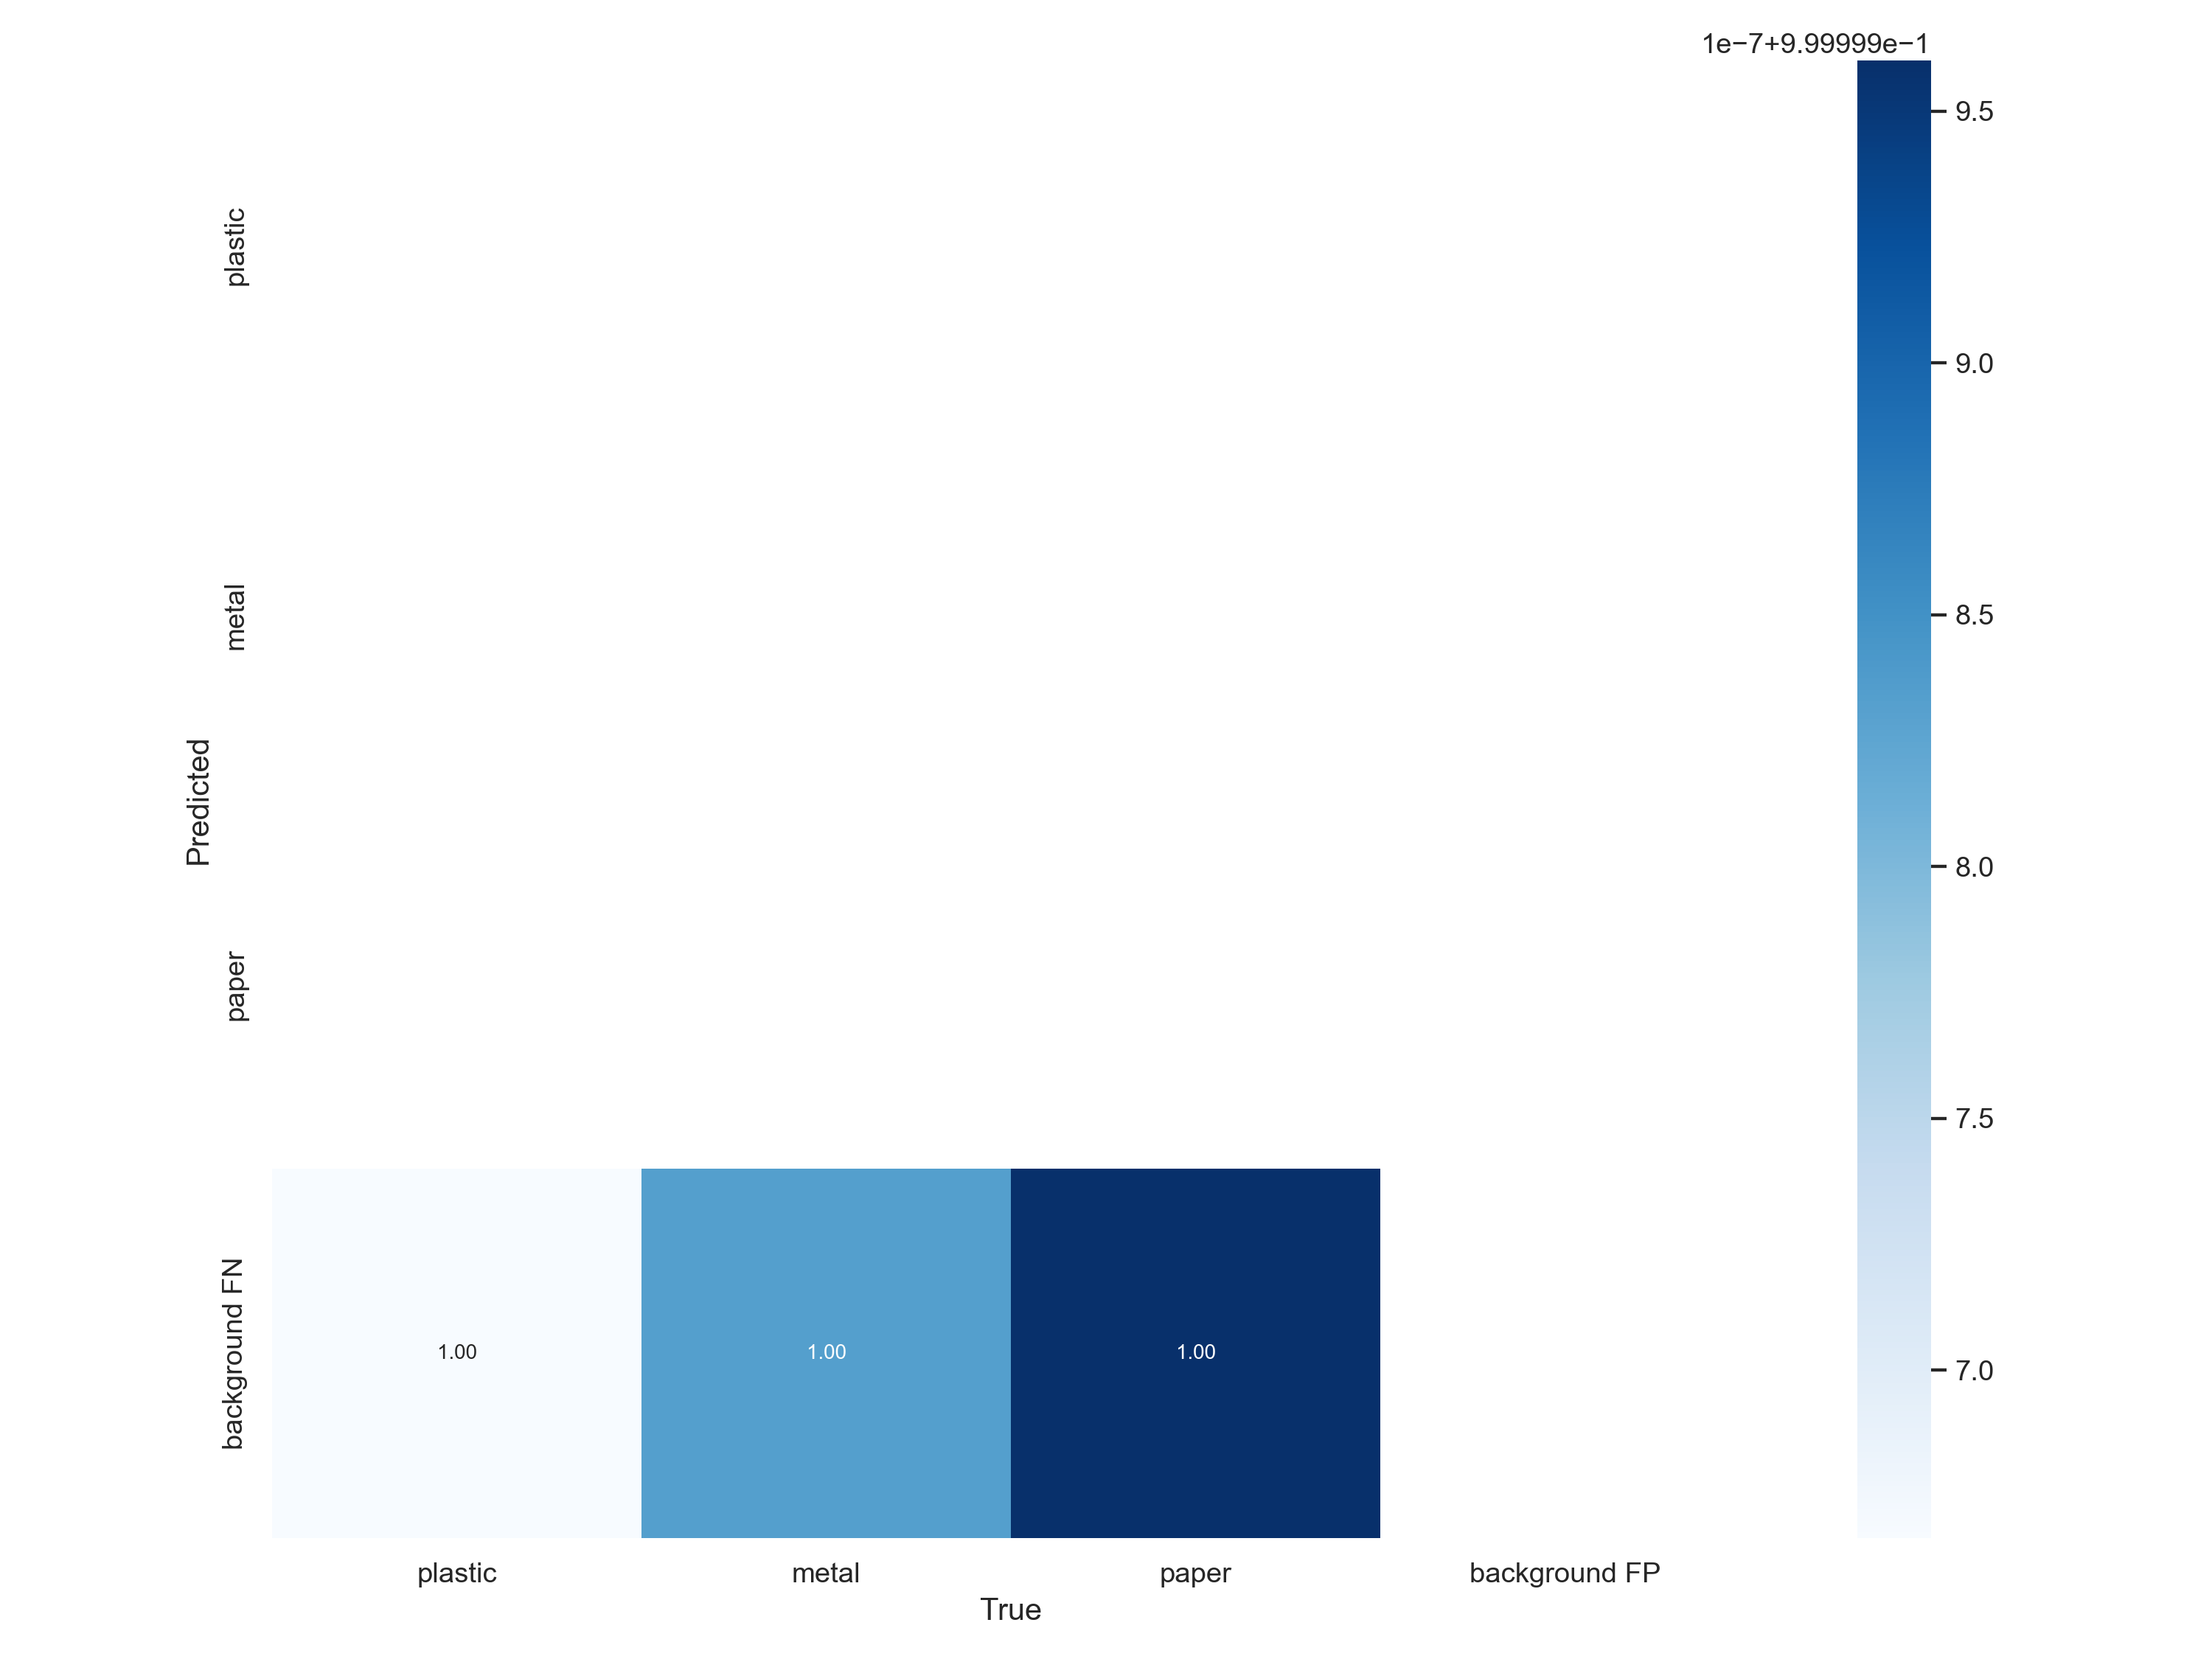 1e−7+9.99999e−1
9.5
9.0
8.5
8.0
7.5
7.0
Predicted
plastic
metal
paper
background FN
1.00 1.00 1.00
plastic metal paper background FP
True